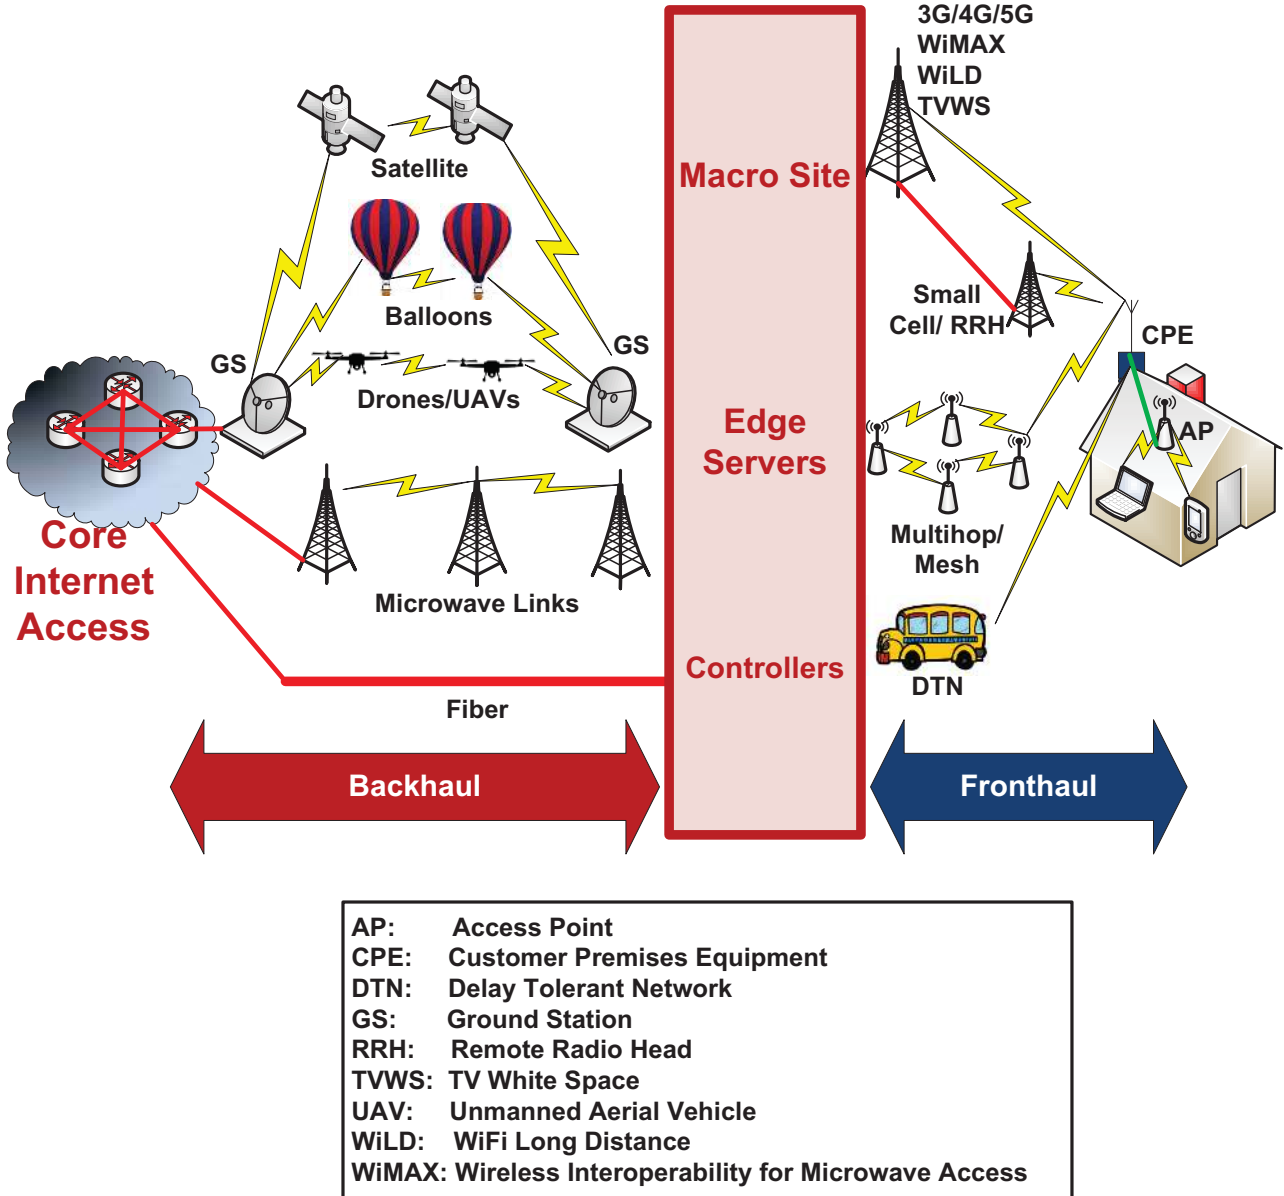 3G/4G/5G
WiMAX
WiLD
TVWS
Satellite
Macro Site
Balloons
Small
Cell/ RRH
GS
GS
CPE
Drones/UAVs
AP
Edge
Servers
Core
Internet
Access
Multihop/
Mesh
Microwave Links
Controllers
DTN
Fiber
Backhaul
Fronthaul
AP: Access Point
CPE: Customer Premises Equipment
DTN: Delay Tolerant Network
GS: Ground Station
RRH: Remote Radio Head
TVWS: TV White Space
UAV: Unmanned Aerial Vehicle
WiLD: WiFi Long Distance
WiMAX: Wireless Interoperability for Microwave Access